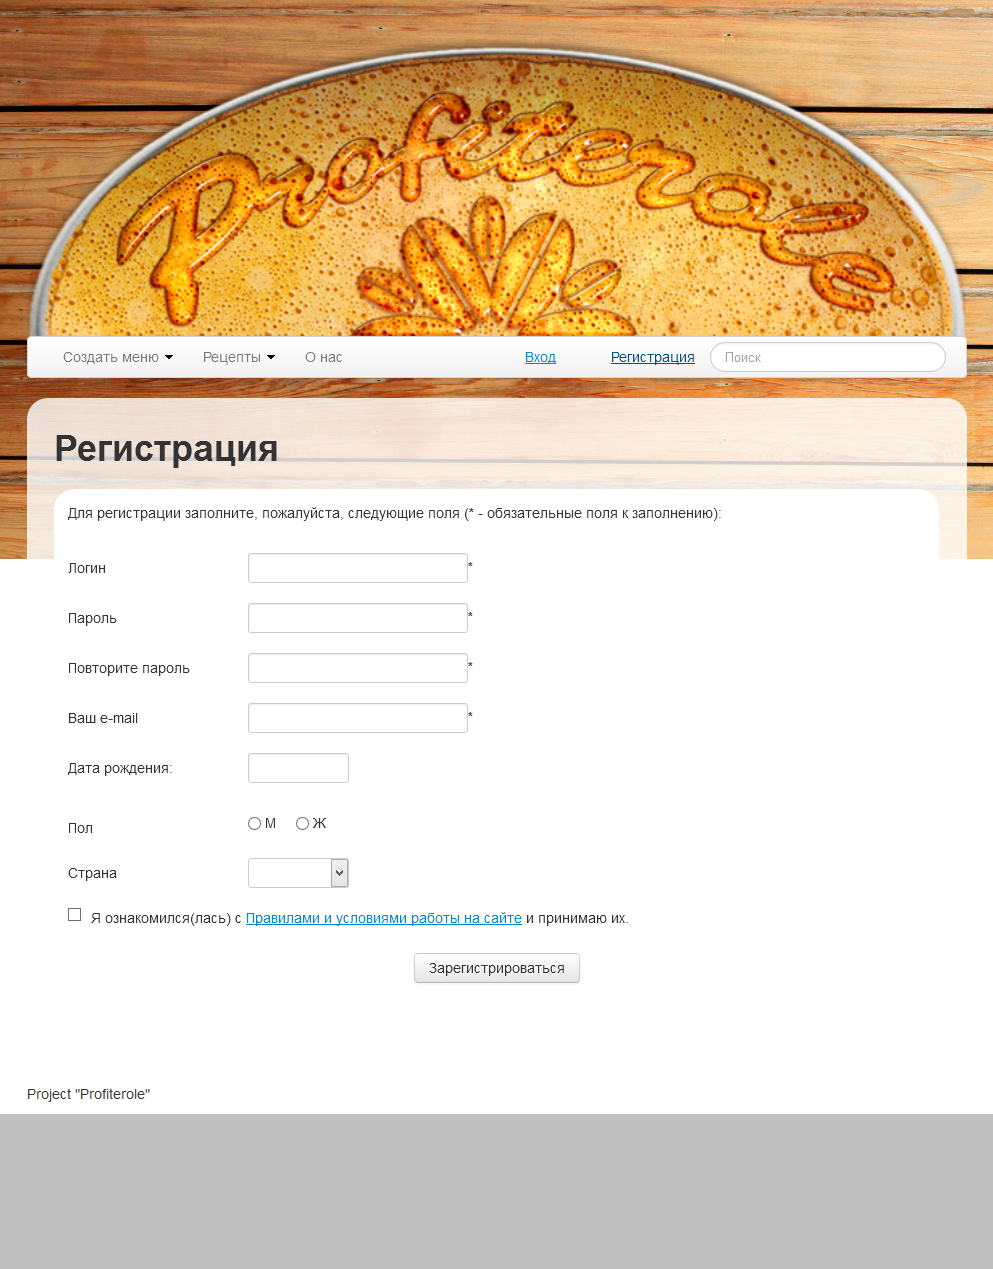 Profiterole
Создать меню Рецепты О нас Вход Регистрация Поиск
Регистрация
Для регистрации заполните, пожалуйста, следующие поля (* - обязательные поля к заполнению):
Логин *
Пароль *
Повторите пароль *
Ваш e-mail *
Дата рождения:
Пол М Ж
Страна
Я ознакомился(лась) с Правилами и условиями работы на сайте и принимаю их.
Зарегистрироваться
Project "Profiterole"